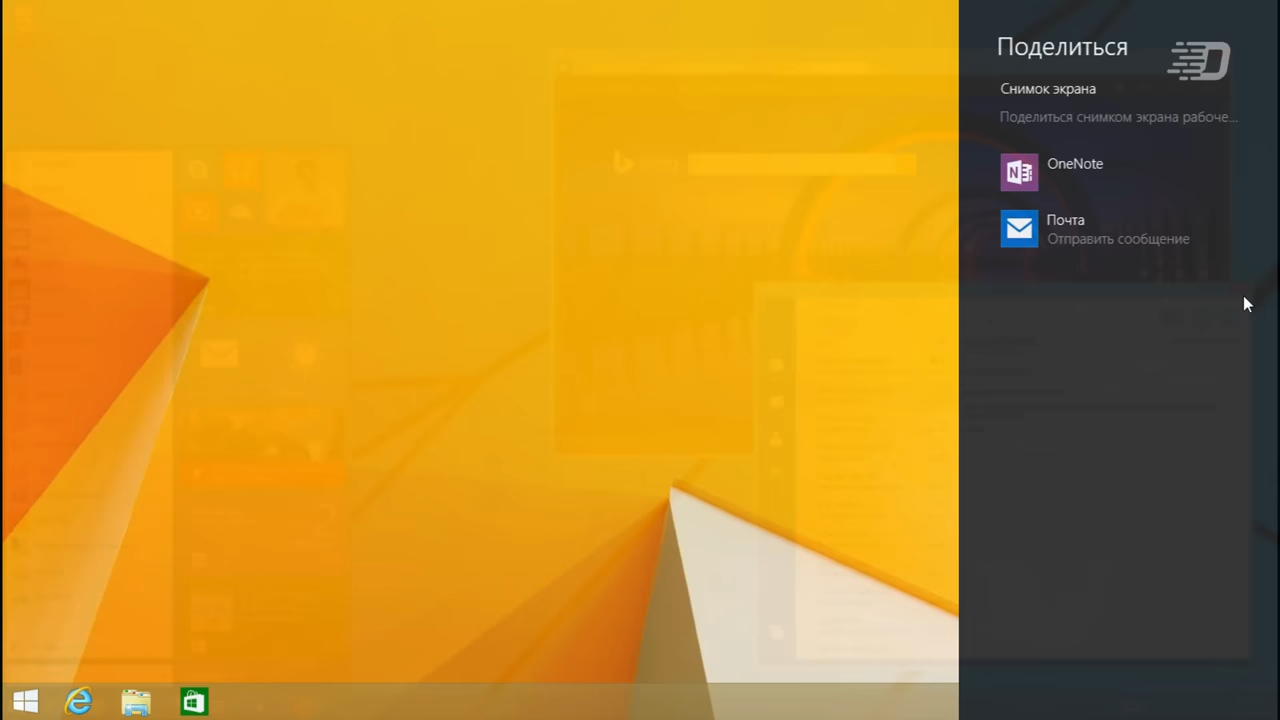 Поделиться
Снимок экрана
Поделиться снимком экрана рабоче...
OneNote
Почта
Отправить сообщение